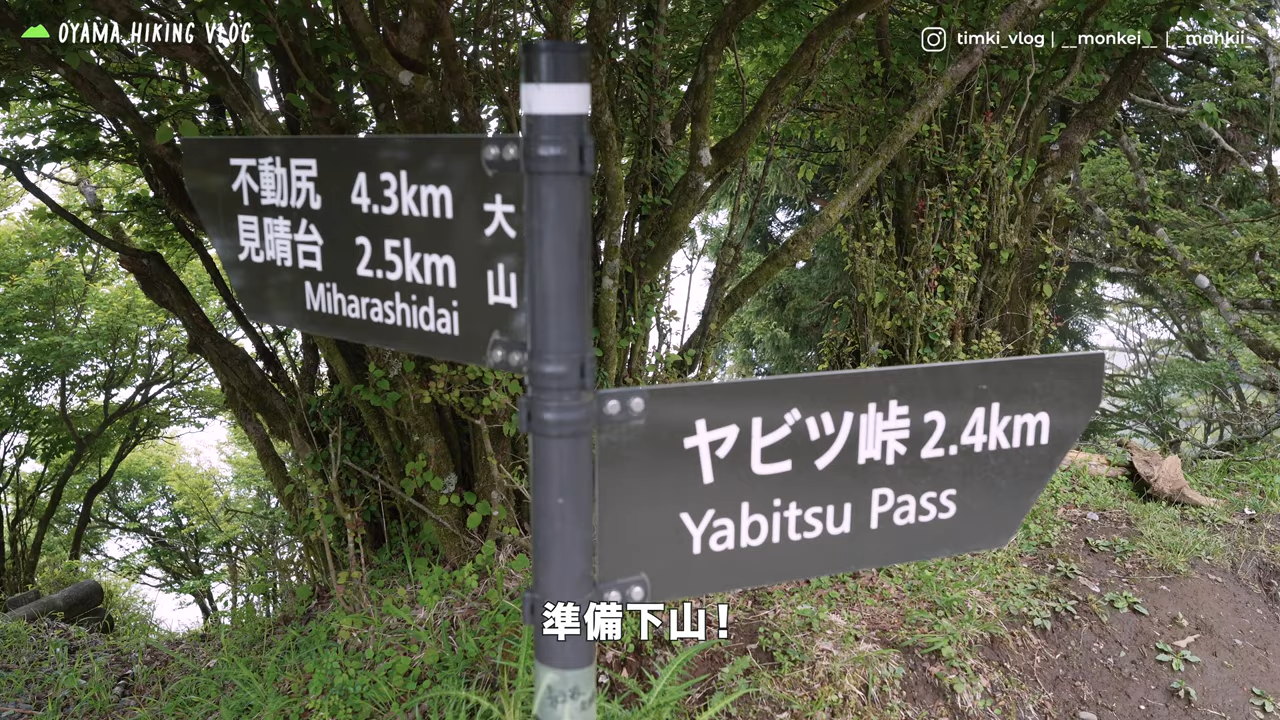 OYAMA HIKING VLOG
timki_vlog | __monkei__ | _mahkii
不動尻 4.3km
見晴台 2.5km
Miharashidai
大山
ヤビツ峠 2.4km
Yabitsu Pass
準備下山！